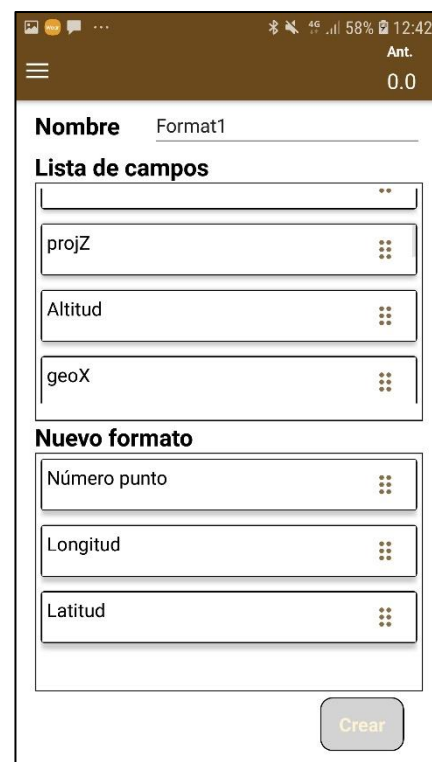 58% 12:42
Ant.
0.0
Nombre Format1
Lista de campos
projZ
Altitud
geoX
Nuevo formato
Número punto
Longitud
Latitud
Crear